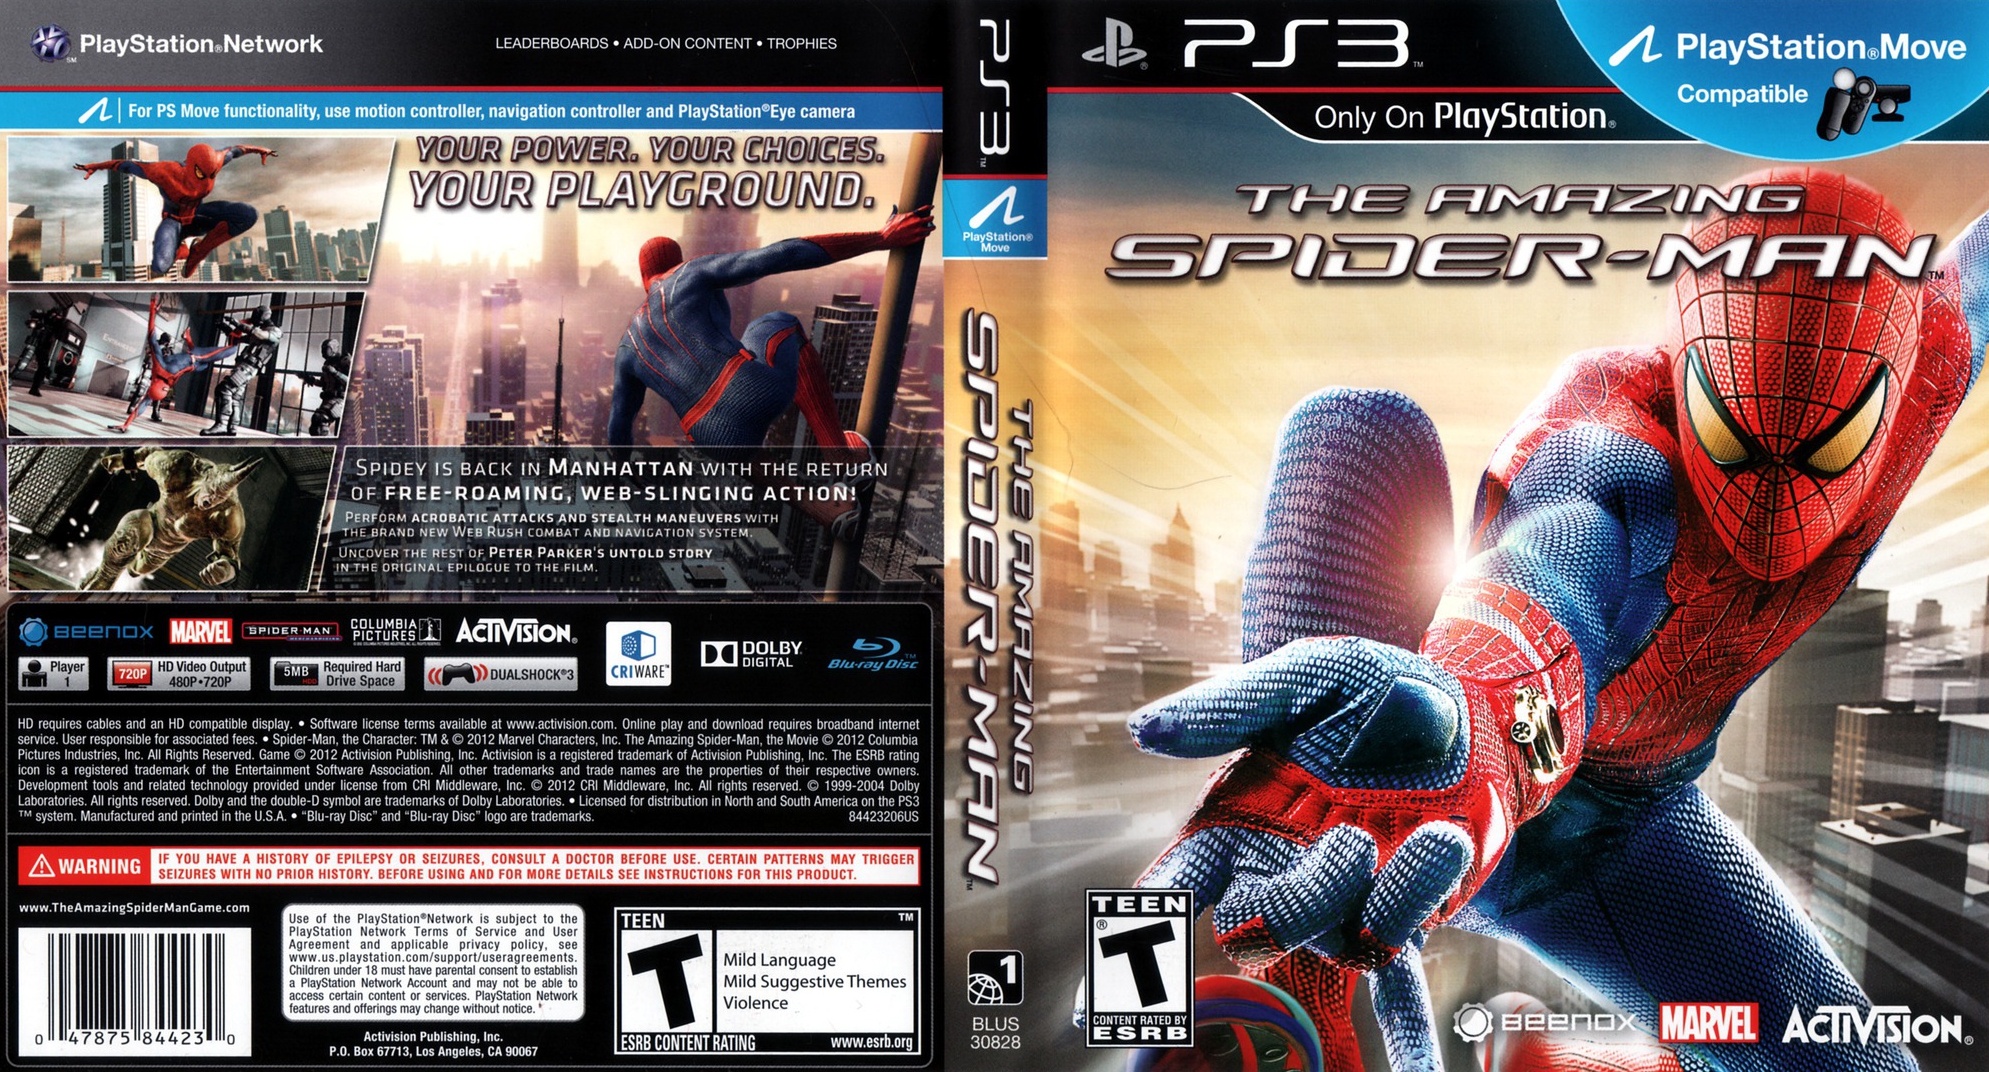 PlayStation®Network
SM
LEADERBOARDS • ADD-ON CONTENT • TROPHIES
For PS Move functionality, use motion controller, navigation controller and PlayStation®Eye camera
YOUR POWER. YOUR CHOICES.
YOUR PLAYGROUND.
SPIDEY IS BACK IN MANHATTAN WITH THE RETURN
OF FREE-ROAMING, WEB-SLINGING ACTION!
PERFORM ACROBATIC ATTACKS AND STEALTH MANEUVERS WITH
THE BRAND NEW WEB RUSH COMBAT AND NAVIGATION SYSTEM.
UNCOVER THE REST OF PETER PARKER'S UNTOLD STORY
IN THE ORIGINAL EPILOGUE TO THE FILM.
BEENOX MARVEL SPIDER-MAN COLUMBIA PICTURES ACTIVISION®
CRIWARE™
DOLBY DIGITAL
Blu-ray Disc™
Player 1
720P HD Video Output 480P•720P
5MB HDD Required Hard Drive Space
DUALSHOCK®3
HD requires cables and an HD compatible display. • Software license terms available at www.activision.com. Online play and download requires broadband internet
service. User responsible for associated fees. • Spider-Man, the Character: TM & © 2012 Marvel Characters, Inc. The Amazing Spider-Man, the Movie © 2012 Columbia
Pictures Industries, Inc. All Rights Reserved. Game © 2012 Activision Publishing, Inc. Activision is a registered trademark of Activision Publishing, Inc. The ESRB rating
icon is a registered trademark of the Entertainment Software Association. All other trademarks and trade names are the properties of their respective owners.
Development tools and related technology provided under license from CRI Middleware, Inc. © 2012 CRI Middleware, Inc. All rights reserved. © 1999-2004 Dolby
Laboratories. All rights reserved. Dolby and the double-D symbol are trademarks of Dolby Laboratories. • Licensed for distribution in North and South America on the PS3
™ system. Manufactured and printed in the U.S.A. • “Blu-ray Disc” and “Blu-ray Disc” logo are trademarks. 84423206US
WARNING
IF YOU HAVE A HISTORY OF EPILEPSY OR SEIZURES, CONSULT A DOCTOR BEFORE USE. CERTAIN PATTERNS MAY TRIGGER
SEIZURES WITH NO PRIOR HISTORY. BEFORE USING AND FOR MORE DETAILS SEE INSTRUCTIONS FOR THIS PRODUCT.
www.TheAmazingSpiderManGame.com
0 47875 84423 0
Use of the PlayStation®Network is subject to the
PlayStation Network Terms of Service and User
Agreement and applicable privacy policy, see
www.us.playstation.com/support/useragreements.
Children under 18 must have parental consent to establish
a PlayStation Network Account and may not be able to
access certain content or services. PlayStation Network
features and offerings may change without notice.
Activision Publishing, Inc.
P.O. Box 67713, Los Angeles, CA 90067
TEEN ™
T
Mild Language
Mild Suggestive Themes
Violence
ESRB CONTENT RATING www.esrb.org
PS3™
PlayStation®
Move
THE AMAZING
SPIDER-MAN™
1
BLUS
30828
PS3™
PlayStation®Move
Compatible
Only On PlayStation®
THE AMAZING
SPIDER-MAN™
TEEN
®
T
CONTENT RATED BY
ESRB
BEENOX MARVEL ACTIVISION®